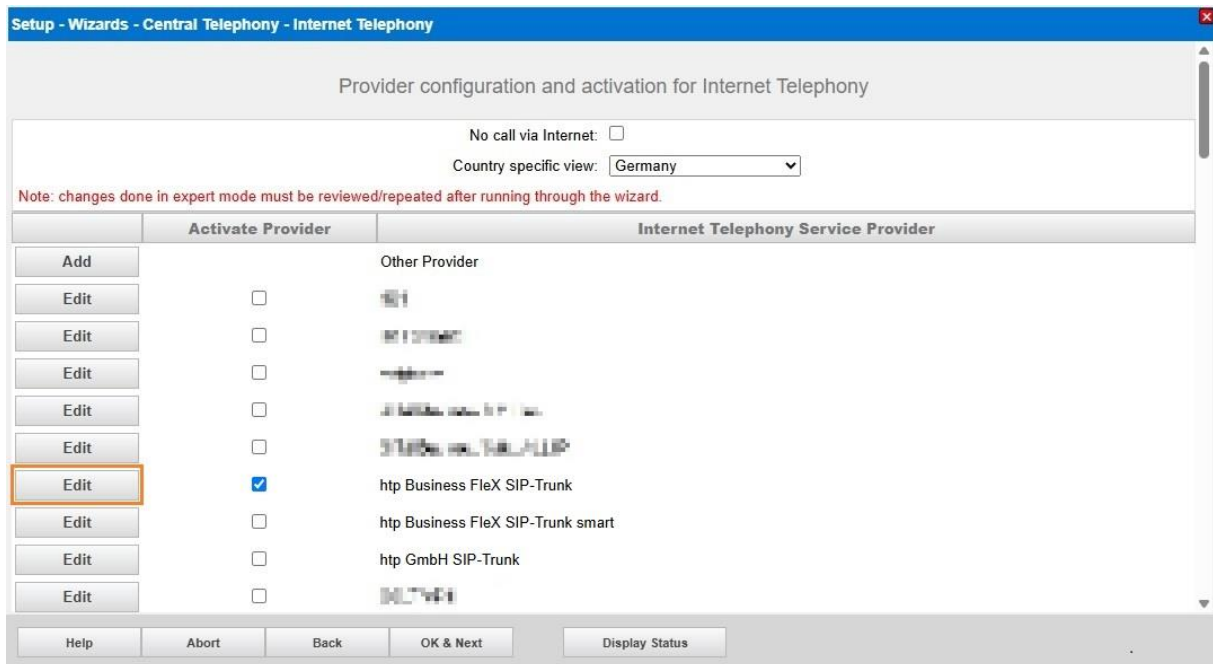 Setup - Wizards - Central Telephony - Internet Telephony
Provider configuration and activation for Internet Telephony
No call via Internet:
Country specific view: Germany
Note: changes done in expert mode must be reviewed/repeated after running through the wizard.
Activate Provider Internet Telephony Service Provider
Add Other Provider
Edit
Edit
Edit
Edit
Edit
Edit htp Business FleX SIP-Trunk
Edit htp Business FleX SIP-Trunk smart
Edit htp GmbH SIP-Trunk
Edit
Help Abort Back OK & Next Display Status